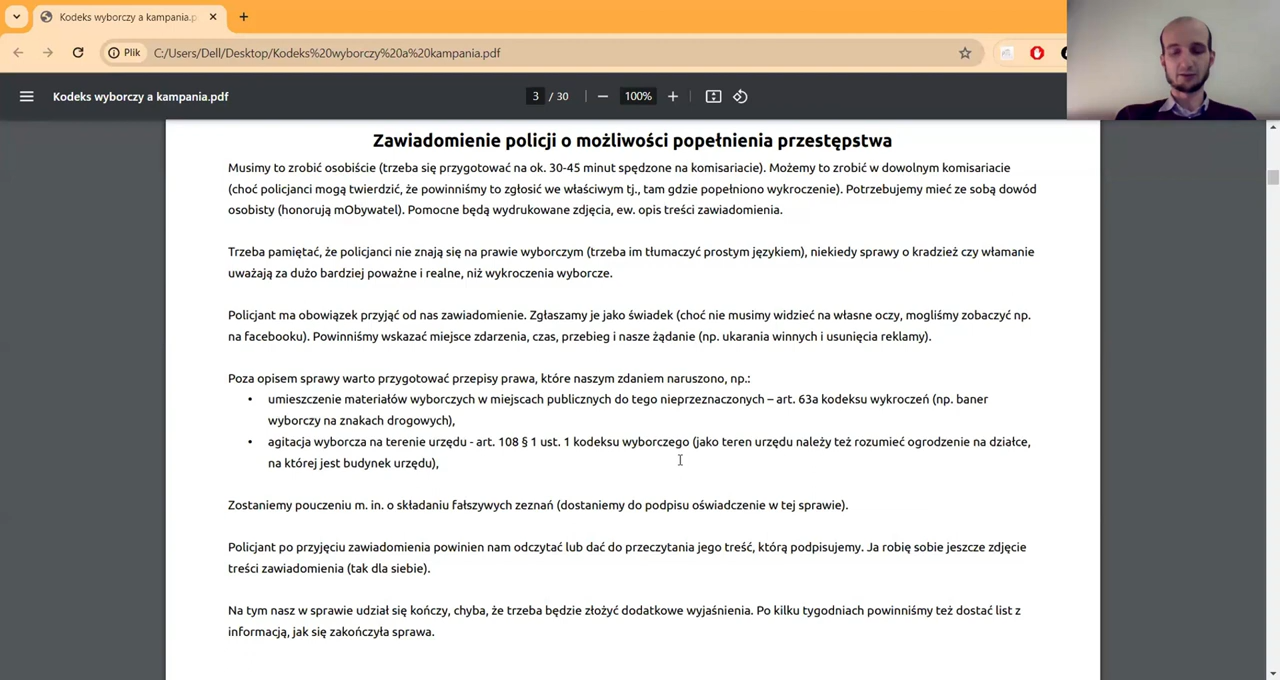 Kodeks wyborczy a kampania.p
Plik
C:/Users/Dell/Desktop/Kodeks%20wyborczy%20a%20kampania.pdf
Kodeks wyborczy a kampania.pdf
3 / 30
100%
Zawiadomienie policji o możliwości popełnienia przestępstwa
Musimy to zrobić osobiście (trzeba się przygotować na ok. 30-45 minut spędzone na komisariacie). Możemy to zrobić w dowolnym komisariacie
(choć policjanci mogą twierdzić, że powinniśmy to zgłosić we właściwym tj., tam gdzie popełniono wykroczenie). Potrzebujemy mieć ze sobą dowód
osobisty (honorują mObywatel). Pomocne będą wydrukowane zdjęcia, ew. opis treści zawiadomienia.
Trzeba pamiętać, że policjanci nie znają się na prawie wyborczym (trzeba im tłumaczyć prostym językiem), niekiedy sprawy o kradzież czy włamanie
uważają za dużo bardziej poważne i realne, niż wykroczenia wyborcze.
Policjant ma obowiązek przyjąć od nas zawiadomienie. Zgłaszamy je jako świadek (choć nie musimy widzieć na własne oczy, mogliśmy zobaczyć np.
na facebooku). Powinniśmy wskazać miejsce zdarzenia, czas, przebieg i nasze żądanie (np. ukarania winnych i usunięcia reklamy).
Poza opisem sprawy warto przygotować przepisy prawa, które naszym zdaniem naruszono, np.:
• umieszczenie materiałów wyborczych w miejscach publicznych do tego nieprzeznaczonych – art. 63a kodeksu wykroczeń (np. baner
wyborczy na znakach drogowych),
• agitacja wyborcza na terenie urzędu - art. 108 § 1 ust. 1 kodeksu wyborczego (jako teren urzędu należy też rozumieć ogrodzenie na działce,
na której jest budynek urzędu),
Zostaniemy pouczeniu m. in. o składaniu fałszywych zeznań (dostaniemy do podpisu oświadczenie w tej sprawie).
Policjant po przyjęciu zawiadomienia powinien nam odczytać lub dać do przeczytania jego treść, którą podpisujemy. Ja robię sobie jeszcze zdjęcie
treści zawiadomienia (tak dla siebie).
Na tym nasz w sprawie udział się kończy, chyba, że trzeba będzie złożyć dodatkowe wyjaśnienia. Po kilku tygodniach powinniśmy też dostać list z
informacją, jak się zakończyła sprawa.